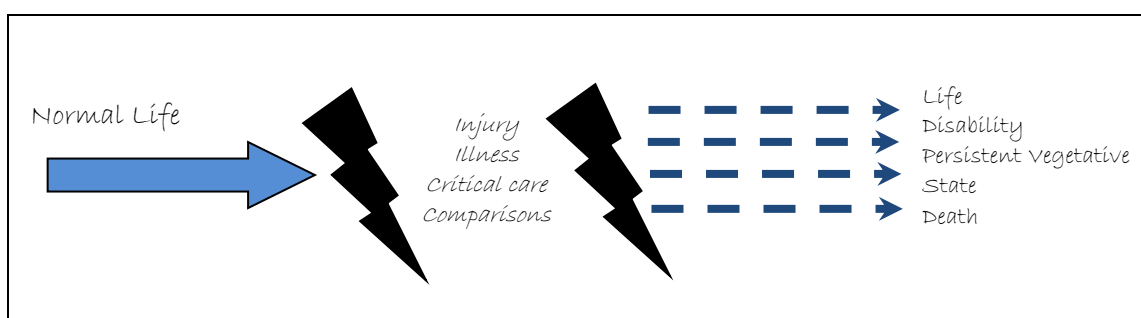 Normal Life
Injury
Illness
Critical care
Comparisons
Life
Disability
Persistent Vegetative
State
Death